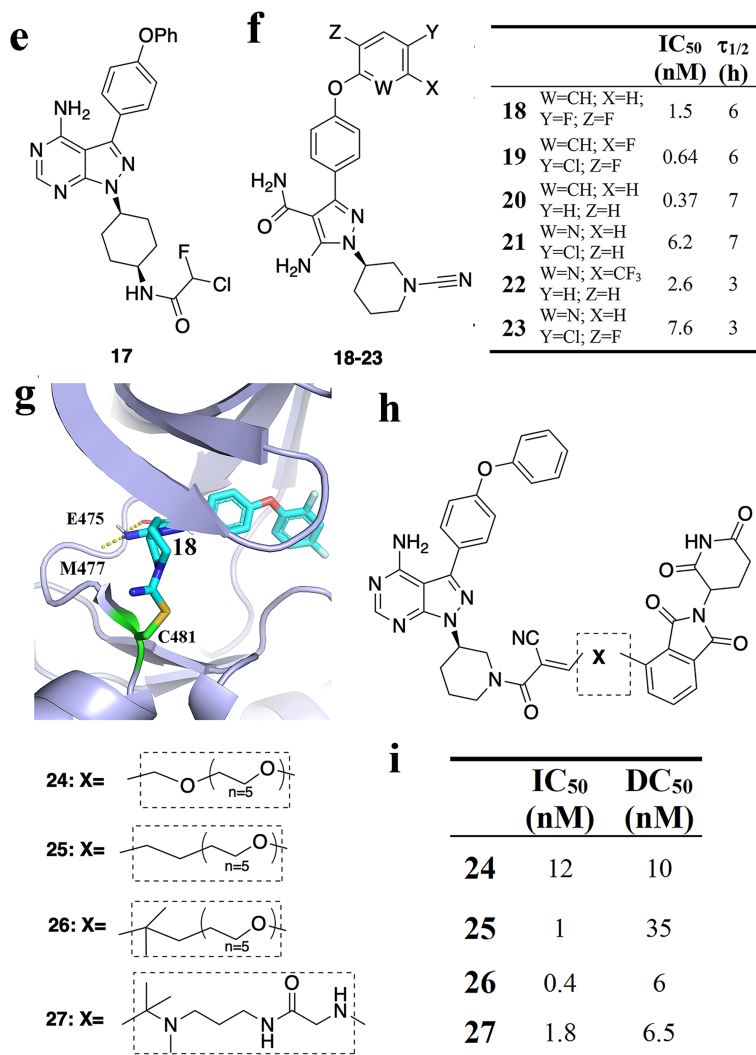 e
OPh
NH2
N
N
N
N
HN
O
F
Cl
17
f
Z
Y
W
X
O
H2N
O
N
N
H2N
N
N
18-23
IC50 τ1/2
(nM) (h)
18 W=CH; X=H; Y=F; Z=F 1.5 6
19 W=CH; X=F Y=Cl; Z=F 0.64 6
20 W=CH; X=H Y=H; Z=H 0.37 7
21 W=N; X=H Y=Cl; Z=H 6.2 7
22 W=N; X=CF3 Y=H; Z=H 2.6 3
23 W=N; X=H Y=Cl; Z=F 7.6 3
g
E475
18
M477
C481
h
O
NH2
N
N
N
N
N
O
NC
X
O
HN
O
N
O
O
24: X=
O
O
n=5
25: X=
O
n=5
26: X=
O
n=5
27: X=
N
N
H
O
H
N
i
IC50 DC50
(nM) (nM)
24 12 10
25 1 35
26 0.4 6
27 1.8 6.5